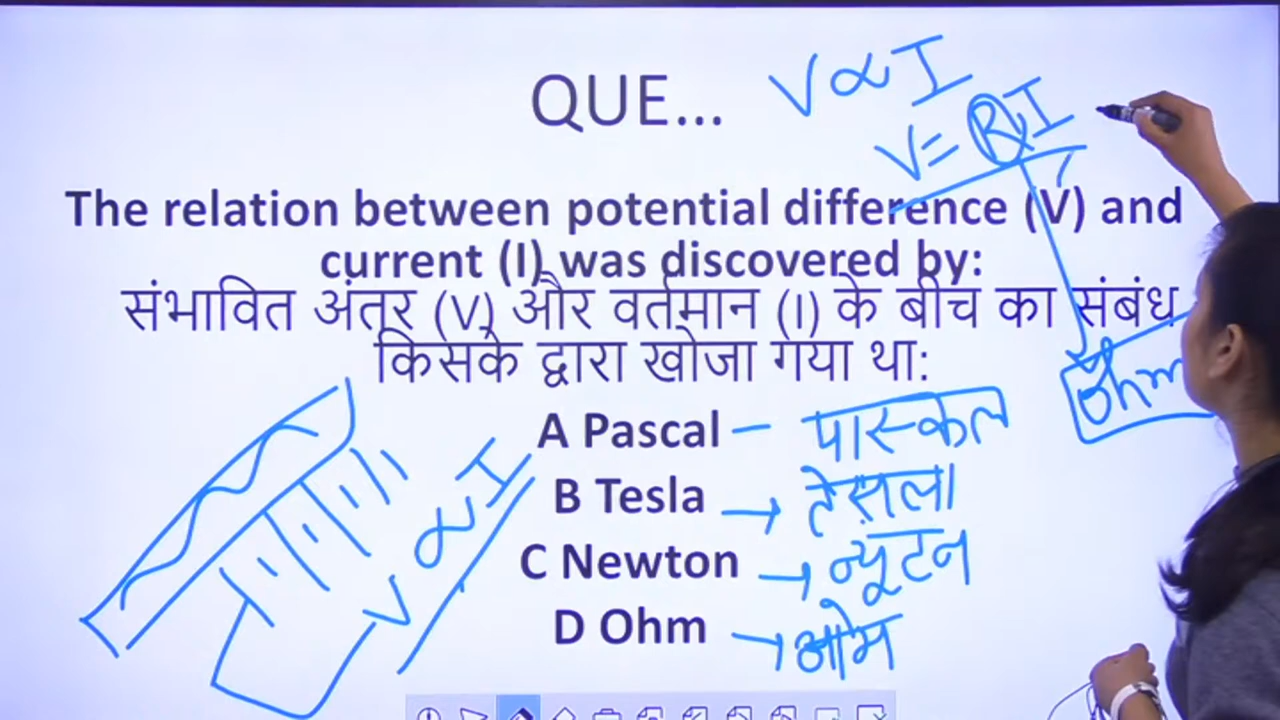 QUE...
V ∝ I
V = RI
The relation between potential difference (V) and
current (I) was discovered by:
संभावित अंतर (V) और वर्तमान (I) के बीच का संबंध
किसके द्वारा खोजा गया था:
Ohm
A Pascal – पास्कल
B Tesla → टेसला
C Newton → न्यूटन
D Ohm → ओम
V ∝ I